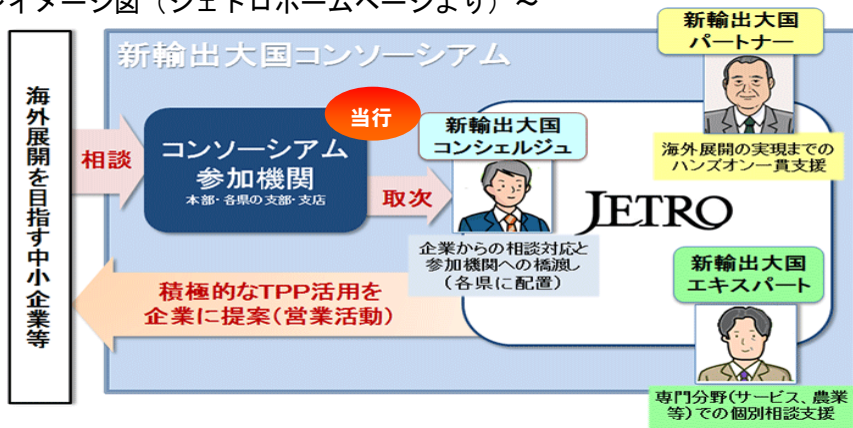 イメージ図（ジェトロホームページより）～
新輸出大国コンソーシアム
新輸出大国
パートナー
海外展開の実現までの
ハンズオン一貫支援
海外展開を目指す中小企業等
相談
コンソーシアム
参加機関
本部・各県の支部・支店
当行
取次
新輸出大国
コンシェルジュ
企業からの相談対応と
参加機関への橋渡し
（各県に配置）
JETRO
新輸出大国
エキスパート
専門分野(サービス、農業
等)での個別相談支援
積極的なTPP活用を
企業に提案(営業活動)